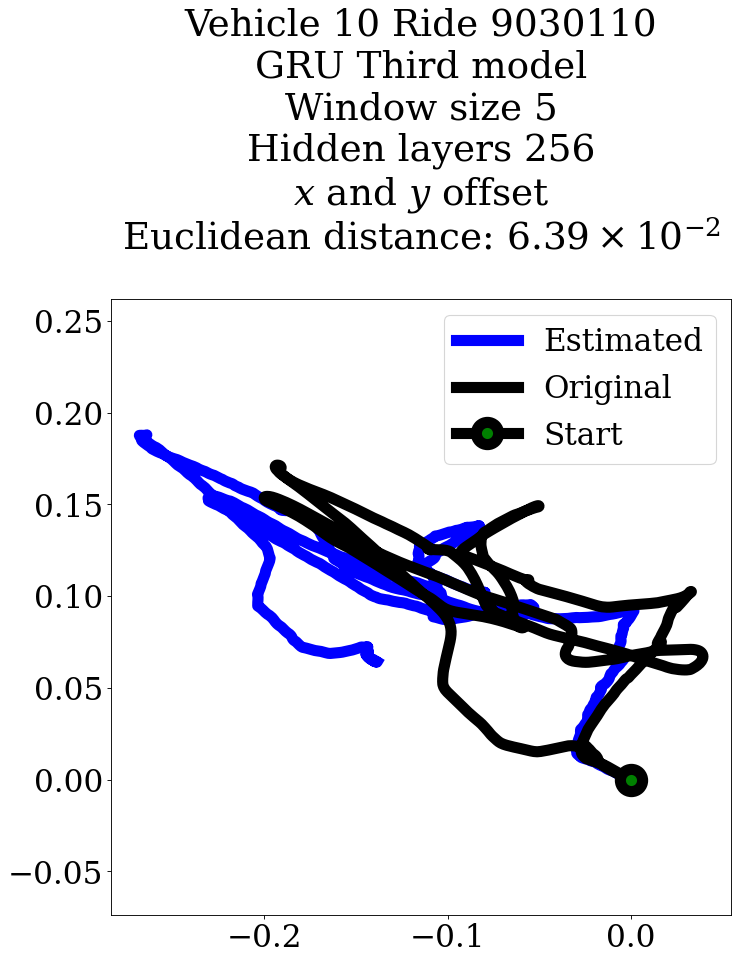 Vehicle 10 Ride 9030110
GRU Third model
Window size 5
Hidden layers 256
x and y offset
Euclidean distance: 6.39 × 10⁻²
Estimated
Original
Start
0.25
0.20
0.15
0.10
0.05
0.00
−0.05
−0.2
−0.1
0.0